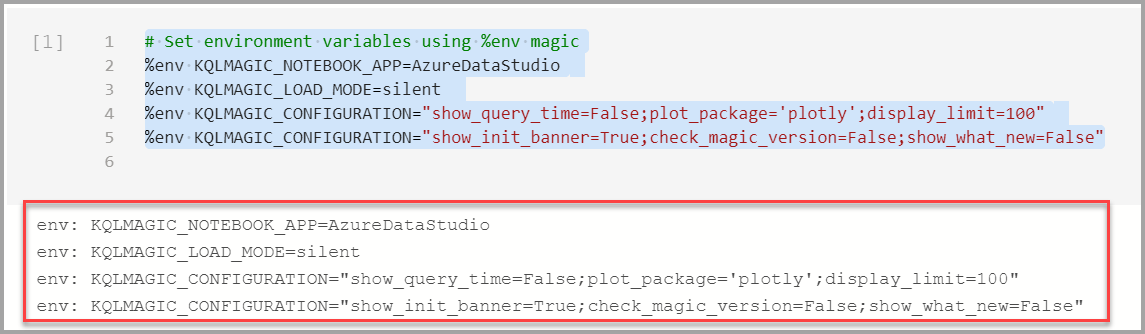 [1]
1 # Set environment variables using %env magic
2 %env KQLMAGIC_NOTEBOOK_APP=AzureDataStudio
3 %env KQLMAGIC_LOAD_MODE=silent
4 %env KQLMAGIC_CONFIGURATION="show_query_time=False;plot_package='plotly';display_limit=100"
5 %env KQLMAGIC_CONFIGURATION="show_init_banner=True;check_magic_version=False;show_what_new=False"
6
env: KQLMAGIC_NOTEBOOK_APP=AzureDataStudio
env: KQLMAGIC_LOAD_MODE=silent
env: KQLMAGIC_CONFIGURATION="show_query_time=False;plot_package='plotly';display_limit=100"
env: KQLMAGIC_CONFIGURATION="show_init_banner=True;check_magic_version=False;show_what_new=False"